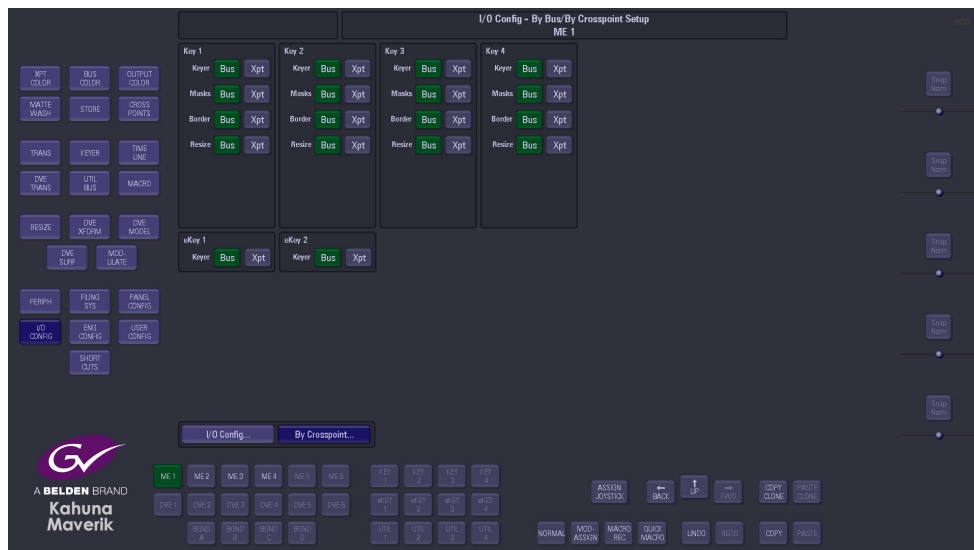 I/O Config - By Bus/By Crosspoint Setup
ME 1
Key 1
Keyer Bus Xpt
Masks Bus Xpt
Border Bus Xpt
Resize Bus Xpt
Key 2
Keyer Bus Xpt
Masks Bus Xpt
Border Bus Xpt
Resize Bus Xpt
Key 3
Keyer Bus Xpt
Masks Bus Xpt
Border Bus Xpt
Resize Bus Xpt
Key 4
Keyer Bus Xpt
Masks Bus Xpt
Border Bus Xpt
Resize Bus Xpt
eKey 1
Keyer Bus Xpt
eKey 2
Keyer Bus Xpt
XPT COLOR
BUS COLOR
OUTPUT COLOR
MATTE WASH
STORE
CROSS POINTS
TRANS
KEYER
TIME LINE
DVE TRANS
UTIL BUS
MACRO
RESIZE
DVE XFORM
DVE MODEL
DVE SURF
MOD-ULATE
PERIPH
FILING SYS
PANEL CONFIG
I/O CONFIG
ENG CONFIG
USER CONFIG
SHORT CUTS
Snap Norm
Snap Norm
Snap Norm
Snap Norm
Snap Norm
I/O Config...
By Crosspoint...
GV
A BELDEN BRAND
Kahuna
Maverik
ME 1
ME 2
ME 3
ME 4
ME 5
ME 6
DVE 1
DVE 2
DVE 3
DVE 4
DVE 5
DVE 6
BGND A
BGND B
BGND C
BGND D
KEY 1
KEY 2
KEY 3
KEY 4
eKEY 1
eKEY 2
eKEY 3
eKEY 4
UTIL 1
UTIL 2
UTIL 3
UTIL 4
ASSIGN JOYSTICK
← BACK
↑ UP
→ FWD
COPY CLONE
PASTE CLONE
NORMAL
MOD-ASSIGN
MACRO REC
QUICK MACRO
UNDO
REDO
COPY
PASTE